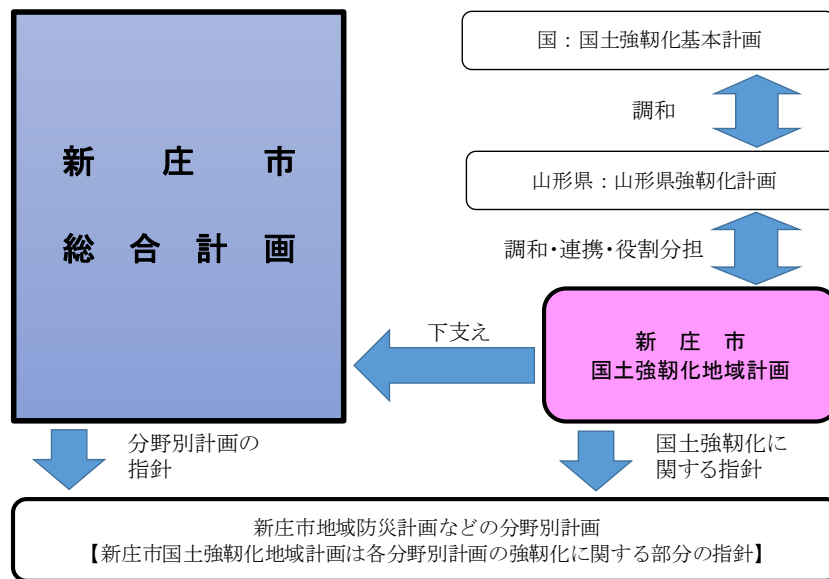 新庄市
総合計画
国：国土強靱化基本計画
調和
山形県：山形県強靱化計画
調和・連携・役割分担
下支え
新庄市
国土強靱化地域計画
分野別計画の
指針
国土強靱化に
関する指針
新庄市地域防災計画などの分野別計画
【新庄市国土強靱化地域計画は各分野別計画の強靱化に関する部分の指針】